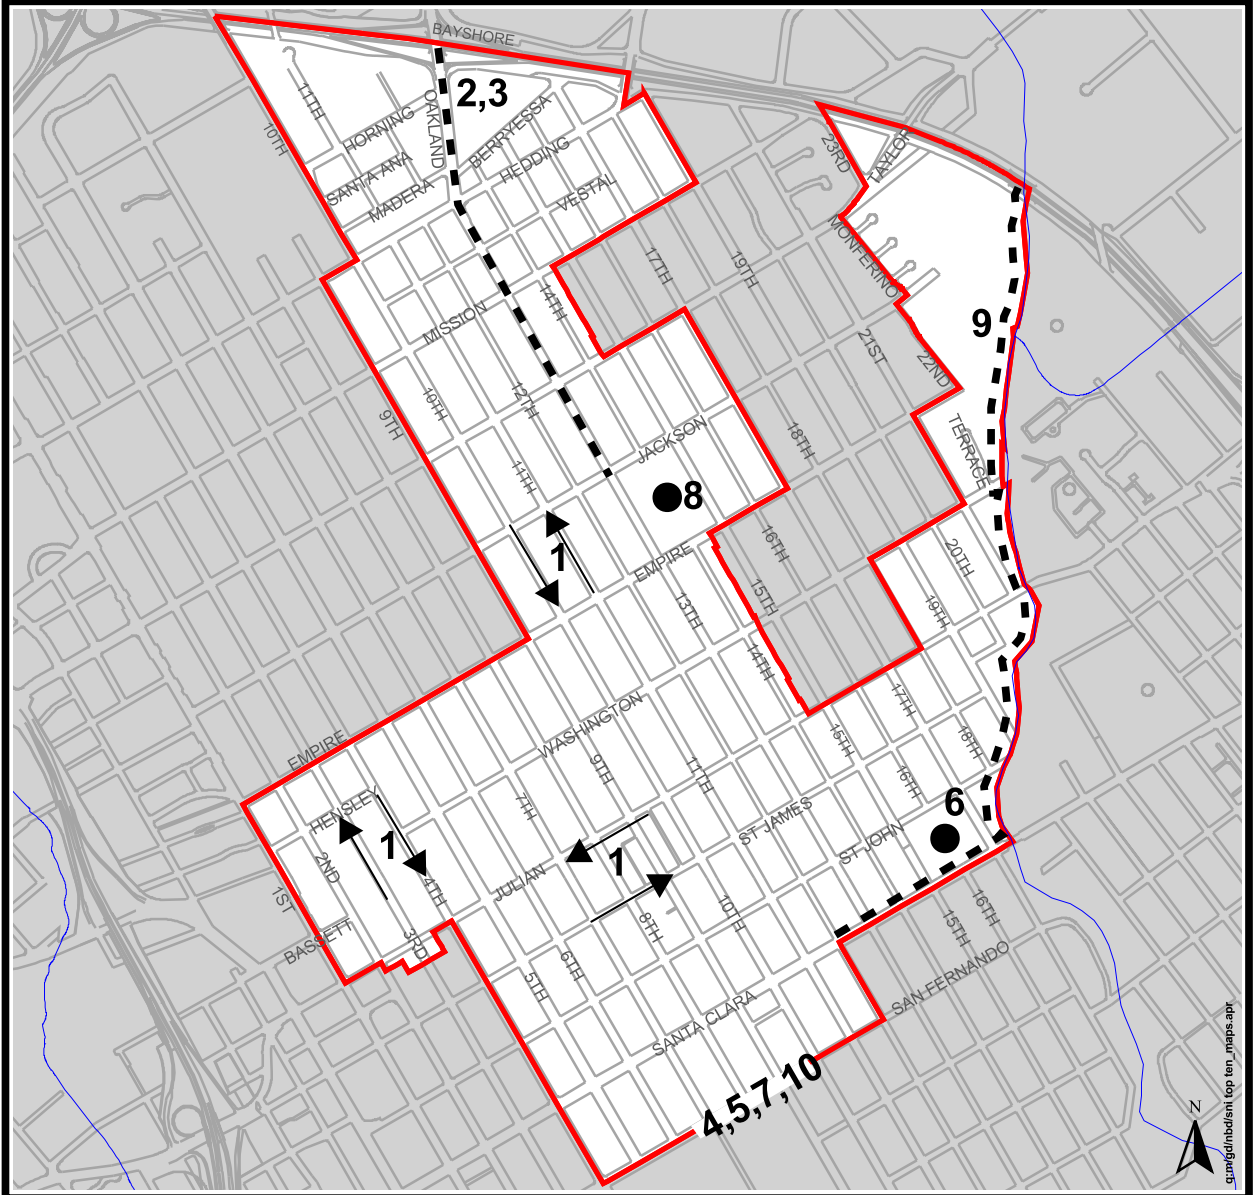 BAYSHORE
2,3
11TH
10TH
HORNING
OAKLAND
BERRYESSA
HEDDING
SANTA ANA
MADERA
VESTAL
23RD
TAYLOR
MONFERINO
17TH
19TH
14TH
MISSION
9
21ST
22ND
10TH
12TH
9TH
JACKSON
18TH
TERRACE
11TH
8
1
EMPIRE
16TH
20TH
15TH
13TH
19TH
14TH
WASHINGTON
17TH
EMPIRE
15TH
18TH
9TH
11TH
16TH
HENSLEY
7TH
6
ST JAMES
1
ST JOHN
2ND
1
4TH
JULIAN
1ST
8TH
10TH
16TH
15TH
BASSETT
3RD
6TH
5TH
SAN FERNANDO
SANTA CLARA
4,5,7,10
N
q:m/gd/nbd/sni top ten_maps.apr